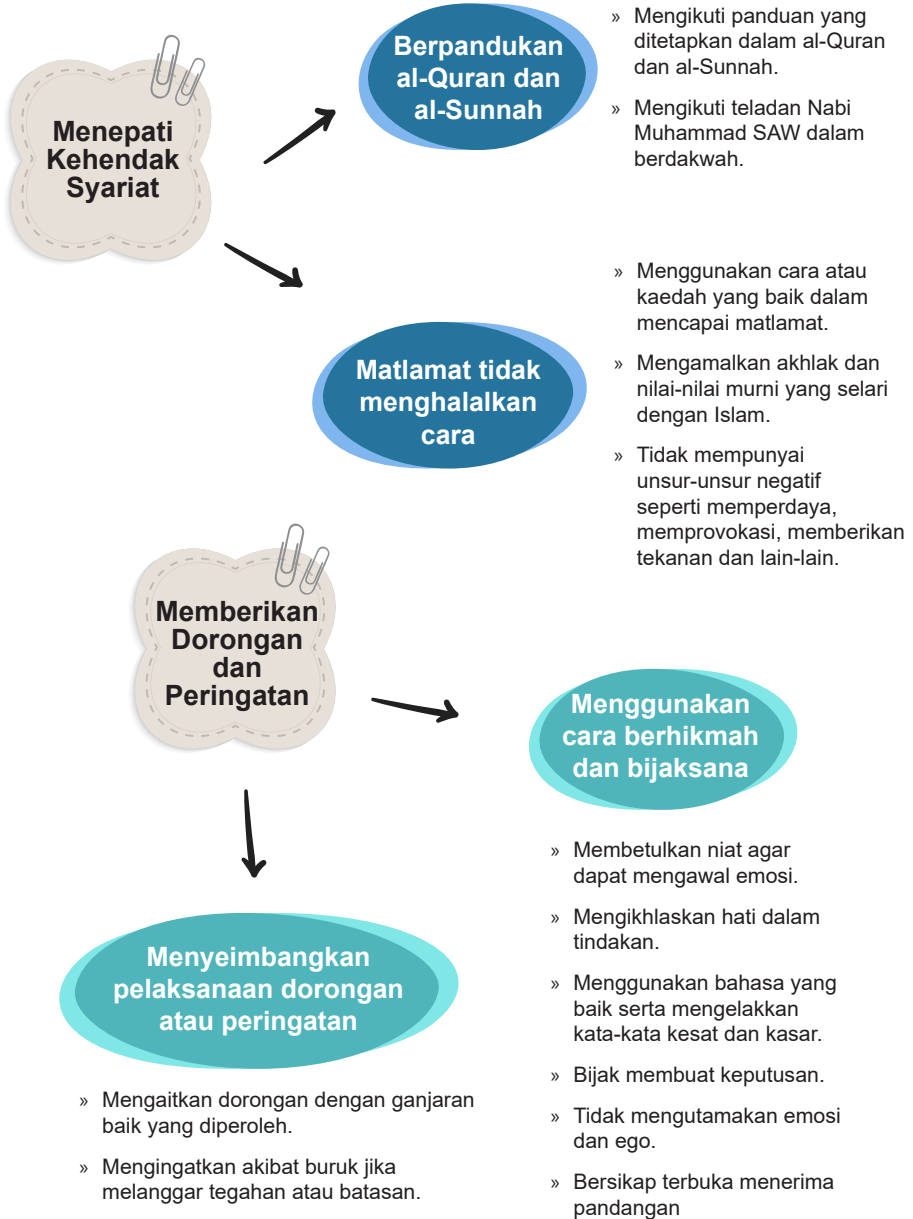 Menepati
Kehendak
Syariat
Berpandukan
al-Quran dan
al-Sunnah
» Mengikuti panduan yang
ditetapkan dalam al-Quran
dan al-Sunnah.
» Mengikuti teladan Nabi
Muhammad SAW dalam
berdakwah.
Matlamat tidak
menghalalkan
cara
» Menggunakan cara atau
kaedah yang baik dalam
mencapai matlamat.
» Mengamalkan akhlak dan
nilai-nilai murni yang selari
dengan Islam.
» Tidak mempunyai
unsur-unsur negatif
seperti memperdaya,
memprovokasi, memberikan
tekanan dan lain-lain.
Memberikan
Dorongan
dan
Peringatan
Menggunakan
cara berhikmah
dan bijaksana
» Membetulkan niat agar
dapat mengawal emosi.
» Mengikhlaskan hati dalam
tindakan.
» Menggunakan bahasa yang
baik serta mengelakkan
kata-kata kesat dan kasar.
» Bijak membuat keputusan.
» Tidak mengutamakan emosi
dan ego.
» Bersikap terbuka menerima
pandangan
Menyeimbangkan
pelaksanaan dorongan
atau peringatan
» Mengaitkan dorongan dengan ganjaran
baik yang diperoleh.
» Mengingatkan akibat buruk jika
melanggar tegahan atau batasan.